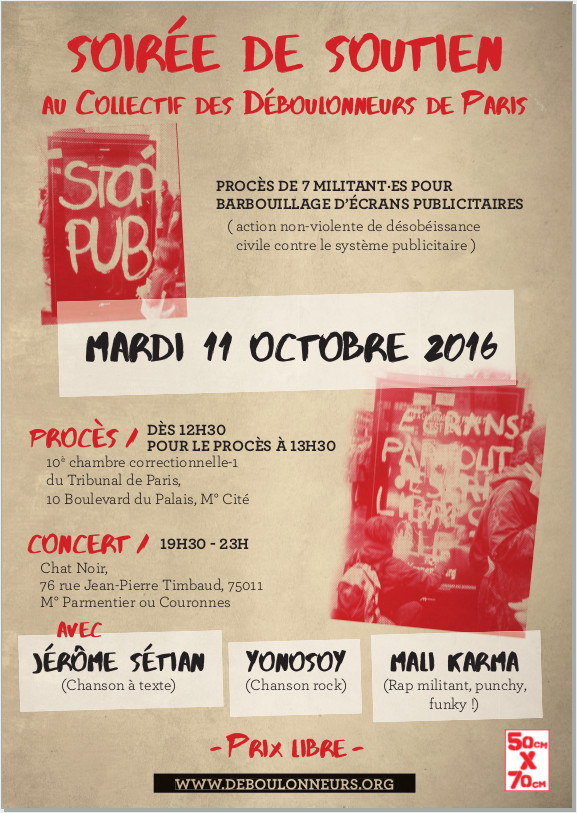 SOIRÉE DE SOUTIEN
AU COLLECTIF DES DÉBOULONNEURS DE PARIS
STOP
PUB
PROCÈS DE 7 MILITANT·ES POUR
BARBOUILLAGE D'ÉCRANS PUBLICITAIRES
( action non-violente de désobéissance
civile contre le système publicitaire )
MARDI 11 OCTOBRE 2016
ECRANS
PARTOUT
PROCÈS /
DÈS 12H30
POUR LE PROCÈS À 13H30
10è chambre correctionnelle-1
du Tribunal de Paris,
10 Boulevard du Palais, M° Cité
CONCERT /
19H30 - 23H
Chat Noir,
76 rue Jean-Pierre Timbaud, 75011
M° Parmentier ou Couronnes
AVEC
JÉRÔME SÉTIAN
(Chanson à texte)
YONOSOY
(Chanson rock)
MALI KARMA
(Rap militant, punchy,
funky !)
- PRIX LIBRE -
WWW.DEBOULONNEURS.ORG
50CM
X
70CM